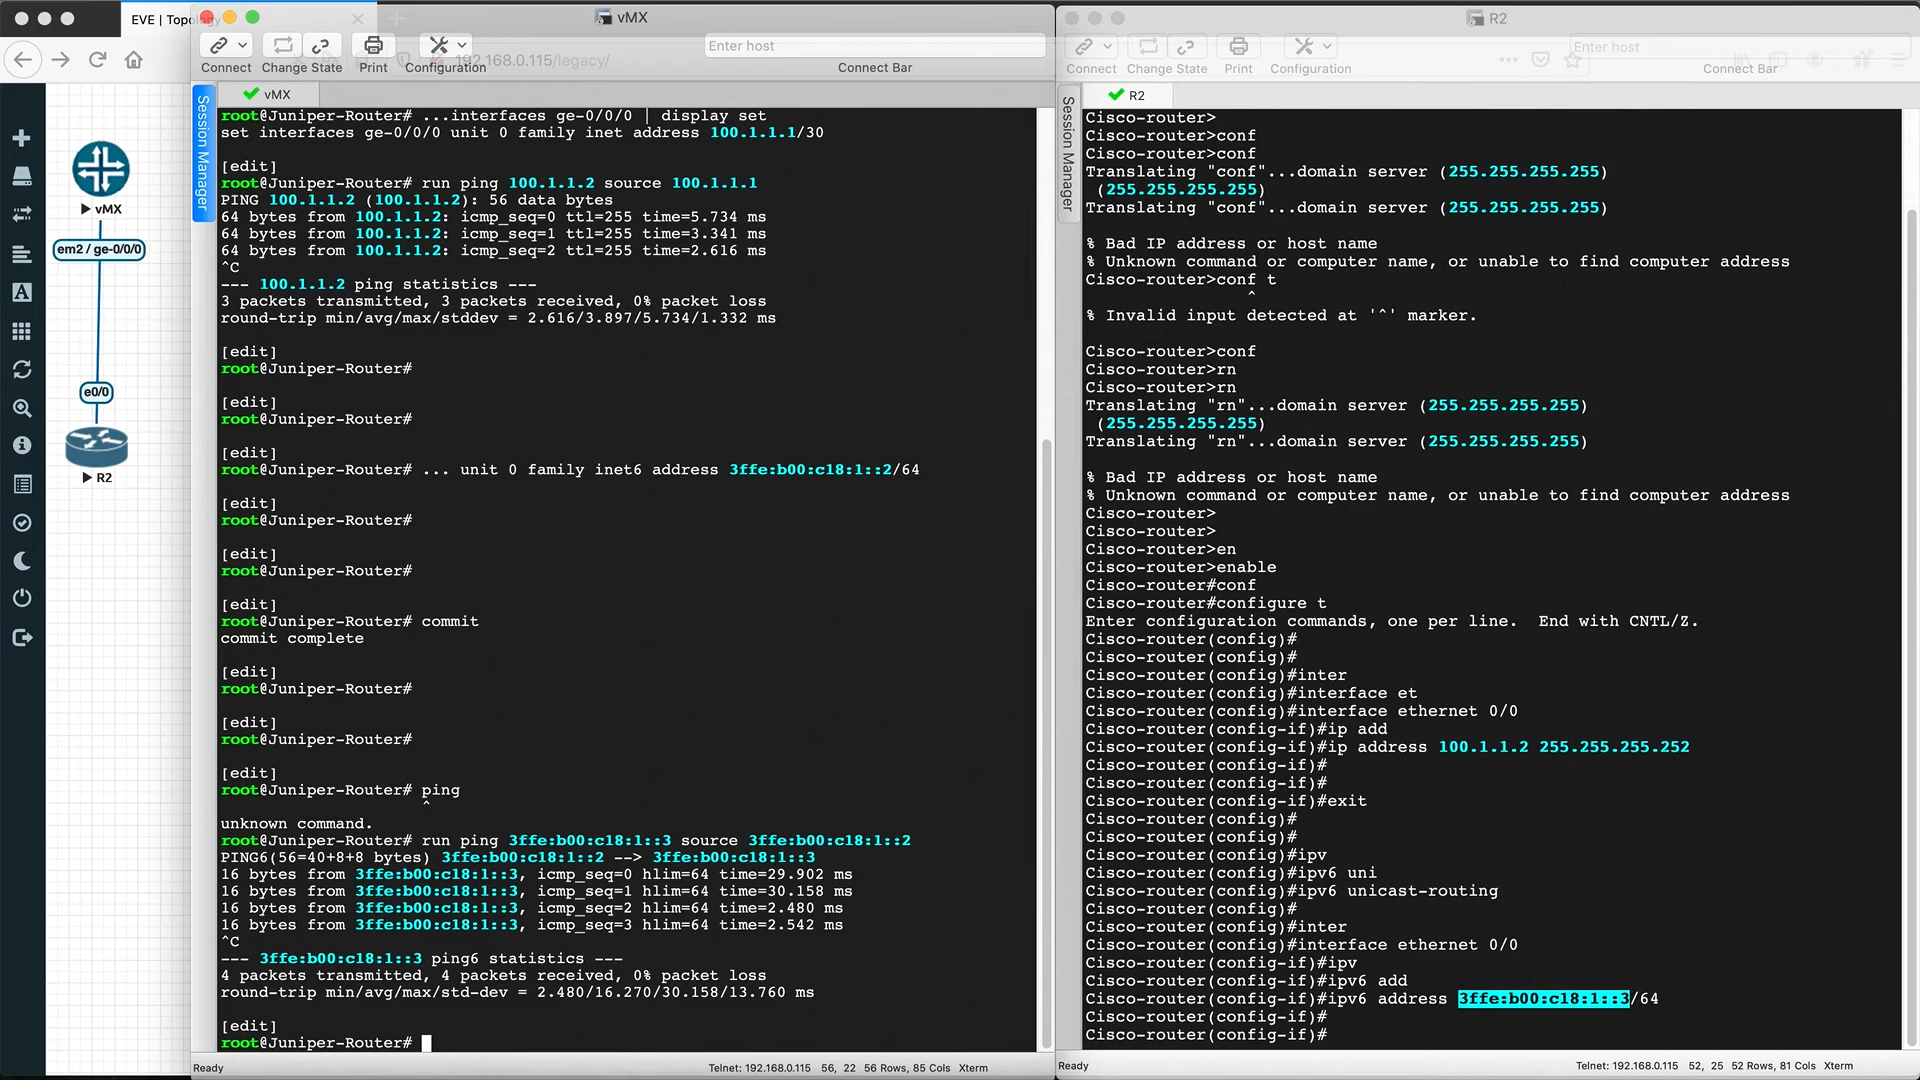 EVE | Topology
vMX
em2 / ge-0/0/0
e0/0
R2
vMX
Connect
Change State
Print
Configuration
192.168.0.115/legacy/
Enter host
Connect Bar
Session Manager
vMX
root@Juniper-Router# ...interfaces ge-0/0/0 | display set
set interfaces ge-0/0/0 unit 0 family inet address 100.1.1.1/30
[edit]
root@Juniper-Router# run ping 100.1.1.2 source 100.1.1.1
PING 100.1.1.2 (100.1.1.2): 56 data bytes
64 bytes from 100.1.1.2: icmp_seq=0 ttl=255 time=5.734 ms
64 bytes from 100.1.1.2: icmp_seq=1 ttl=255 time=3.341 ms
64 bytes from 100.1.1.2: icmp_seq=2 ttl=255 time=2.616 ms
^C
--- 100.1.1.2 ping statistics ---
3 packets transmitted, 3 packets received, 0% packet loss
round-trip min/avg/max/stddev = 2.616/3.897/5.734/1.332 ms
[edit]
root@Juniper-Router#
[edit]
root@Juniper-Router#
[edit]
root@Juniper-Router# ... unit 0 family inet6 address 3ffe:b00:c18:1::2/64
[edit]
root@Juniper-Router#
[edit]
root@Juniper-Router#
[edit]
root@Juniper-Router# commit
commit complete
[edit]
root@Juniper-Router#
[edit]
root@Juniper-Router#
[edit]
root@Juniper-Router# ping
^
unknown command.
root@Juniper-Router# run ping 3ffe:b00:c18:1::3 source 3ffe:b00:c18:1::2
PING6(56=40+8+8 bytes) 3ffe:b00:c18:1::2 --> 3ffe:b00:c18:1::3
16 bytes from 3ffe:b00:c18:1::3, icmp_seq=0 hlim=64 time=29.902 ms
16 bytes from 3ffe:b00:c18:1::3, icmp_seq=1 hlim=64 time=30.158 ms
16 bytes from 3ffe:b00:c18:1::3, icmp_seq=2 hlim=64 time=2.480 ms
16 bytes from 3ffe:b00:c18:1::3, icmp_seq=3 hlim=64 time=2.542 ms
^C
--- 3ffe:b00:c18:1::3 ping6 statistics ---
4 packets transmitted, 4 packets received, 0% packet loss
round-trip min/avg/max/std-dev = 2.480/16.270/30.158/13.760 ms
[edit]
root@Juniper-Router#
Ready
Telnet: 192.168.0.115 56, 22 56 Rows, 85 Cols Xterm
R2
Connect
Change State
Print
Configuration
Enter host
Connect Bar
Session Manager
R2
Cisco-router>
Cisco-router>conf
Cisco-router>conf
Translating "conf"...domain server (255.255.255.255)
(255.255.255.255)
Translating "conf"...domain server (255.255.255.255)
% Bad IP address or host name
% Unknown command or computer name, or unable to find computer address
Cisco-router>conf t
^
% Invalid input detected at '^' marker.
Cisco-router>conf
Cisco-router>rn
Cisco-router>rn
Translating "rn"...domain server (255.255.255.255)
(255.255.255.255)
Translating "rn"...domain server (255.255.255.255)
% Bad IP address or host name
% Unknown command or computer name, or unable to find computer address
Cisco-router>
Cisco-router>
Cisco-router>en
Cisco-router>enable
Cisco-router#conf
Cisco-router#configure t
Enter configuration commands, one per line.  End with CNTL/Z.
Cisco-router(config)#
Cisco-router(config)#
Cisco-router(config)#inter
Cisco-router(config)#interface et
Cisco-router(config)#interface ethernet 0/0
Cisco-router(config-if)#ip add
Cisco-router(config-if)#ip address 100.1.1.2 255.255.255.252
Cisco-router(config-if)#
Cisco-router(config-if)#
Cisco-router(config-if)#exit
Cisco-router(config)#
Cisco-router(config)#
Cisco-router(config)#ipv
Cisco-router(config)#ipv6 uni
Cisco-router(config)#ipv6 unicast-routing
Cisco-router(config)#
Cisco-router(config)#inter
Cisco-router(config)#interface ethernet 0/0
Cisco-router(config-if)#ipv
Cisco-router(config-if)#ipv6 add
Cisco-router(config-if)#ipv6 address 3ffe:b00:c18:1::3/64
Cisco-router(config-if)#
Cisco-router(config-if)#
Ready
Telnet: 192.168.0.115 52, 25 52 Rows, 81 Cols Xterm